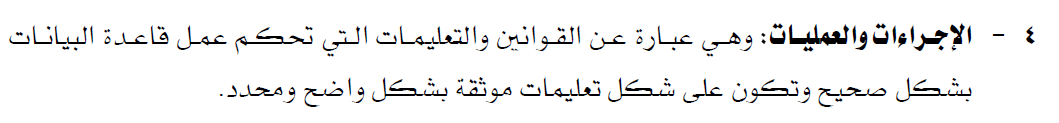 ٤ - الإجراءات والعمليات: وهي عبارة عن القوانين والتعليمات التي تحكم عمل قاعدة البيانات
بشكل صحيح وتكون على شكل تعليمات موثقة بشكل واضح ومحدد.